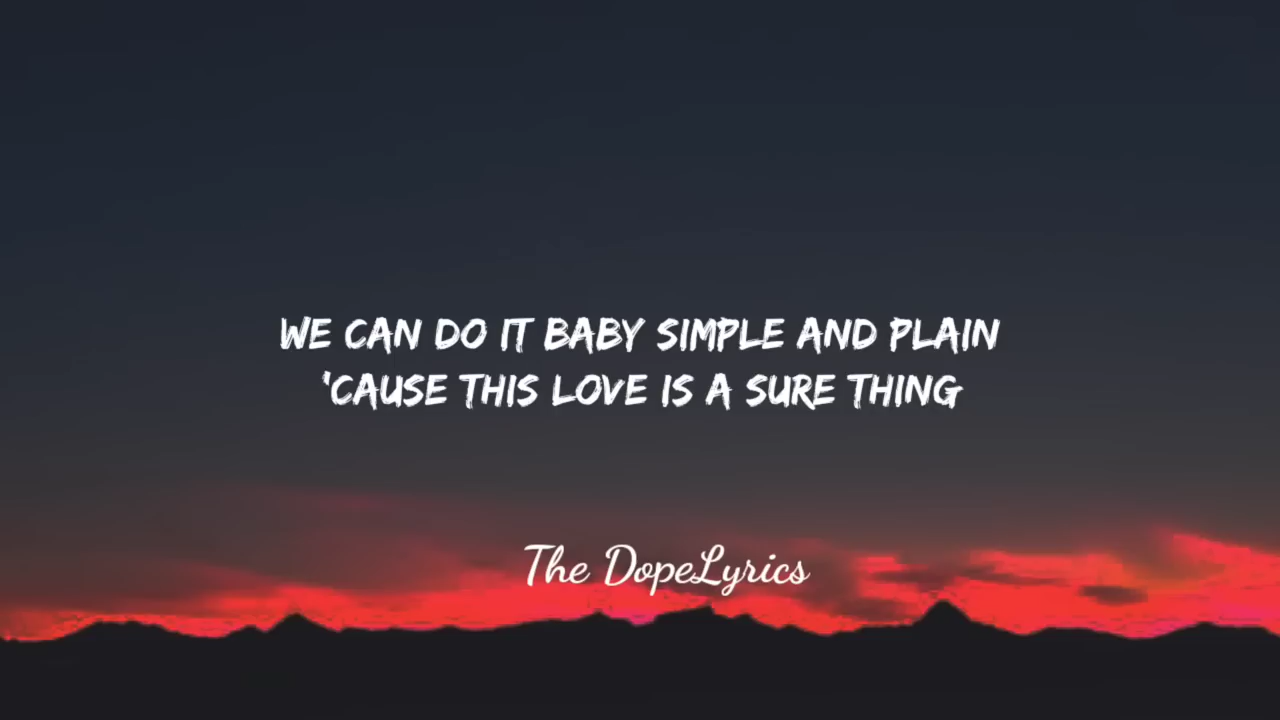 WE CAN DO IT BABY SIMPLE AND PLAIN
'CAUSE THIS LOVE IS A SURE THING
The DopeLyrics